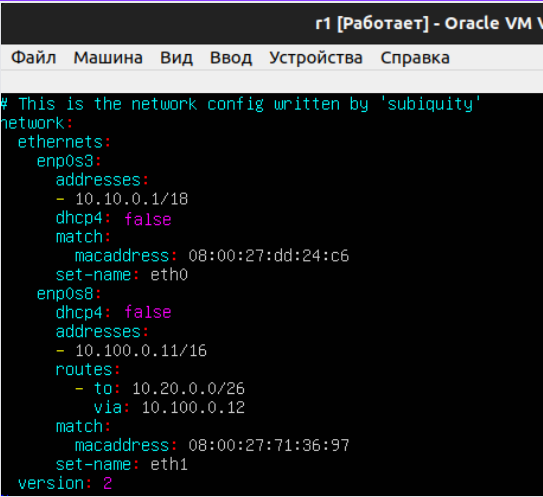 r1 [Работает] - Oracle VM
Файл Машина Вид Ввод Устройства Справка
# This is the network config written by 'subiquity'
network:
  ethernets:
    enp0s3:
      addresses:
      - 10.10.0.1/18
      dhcp4: false
      match:
        macaddress: 08:00:27:dd:24:c6
      set-name: eth0
    enp0s8:
      dhcp4: false
      addresses:
      - 10.100.0.11/16
      routes:
        - to: 10.20.0.0/26
          via: 10.100.0.12
      match:
        macaddress: 08:00:27:71:36:97
      set-name: eth1
  version: 2